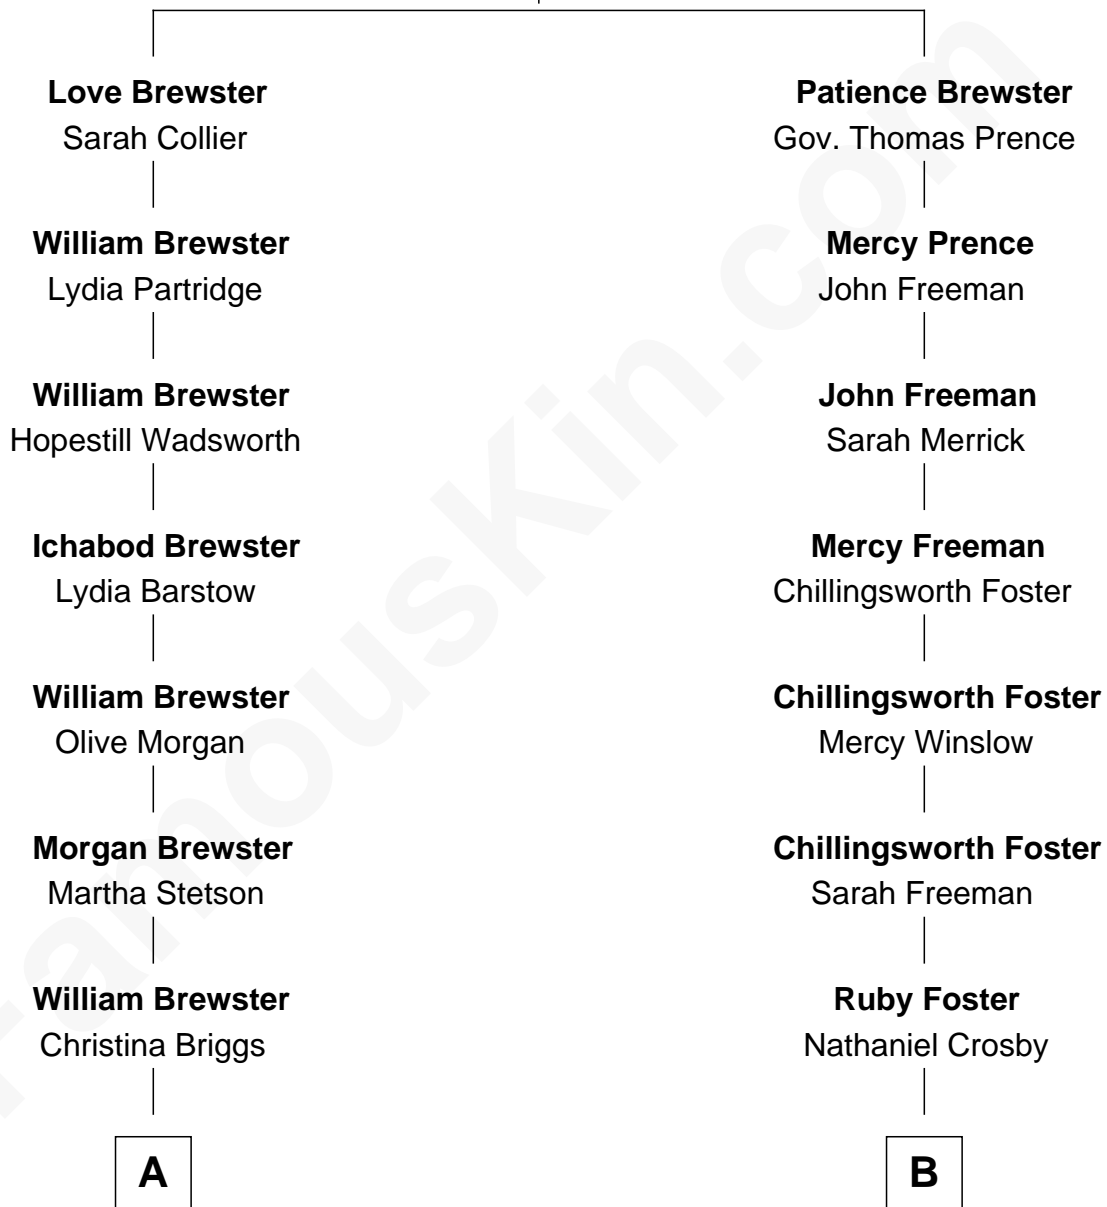 Love Brewster
Sarah Collier
William Brewster
Lydia Partridge
William Brewster
Hopestill Wadsworth
Ichabod Brewster
Lydia Barstow
William Brewster
Olive Morgan
Morgan Brewster
Martha Stetson
William Brewster
Christina Briggs
A
Patience Brewster
Gov. Thomas Prence
Mercy Prence
John Freeman
John Freeman
Sarah Merrick
Mercy Freeman
Chillingsworth Foster
Chillingsworth Foster
Mercy Winslow
Chillingsworth Foster
Sarah Freeman
Ruby Foster
Nathaniel Crosby
B
FamousKin.com